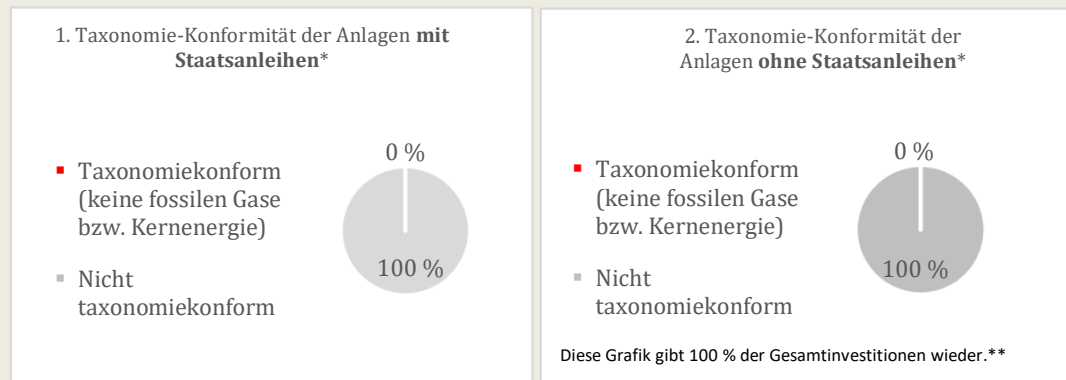 1. Taxonomie-Konformität der Anlagen mit
Staatsanleihen*
0 %
Taxonomiekonform
(keine fossilen Gase
bzw. Kernenergie)
100 %
Nicht
taxonomiekonform
2. Taxonomie-Konformität der
Anlagen ohne Staatsanleihen*
0 %
Taxonomiekonform
(keine fossilen Gase
bzw. Kernenergie)
100 %
Nicht
taxonomiekonform
Diese Grafik gibt 100 % der Gesamtinvestitionen wieder.**